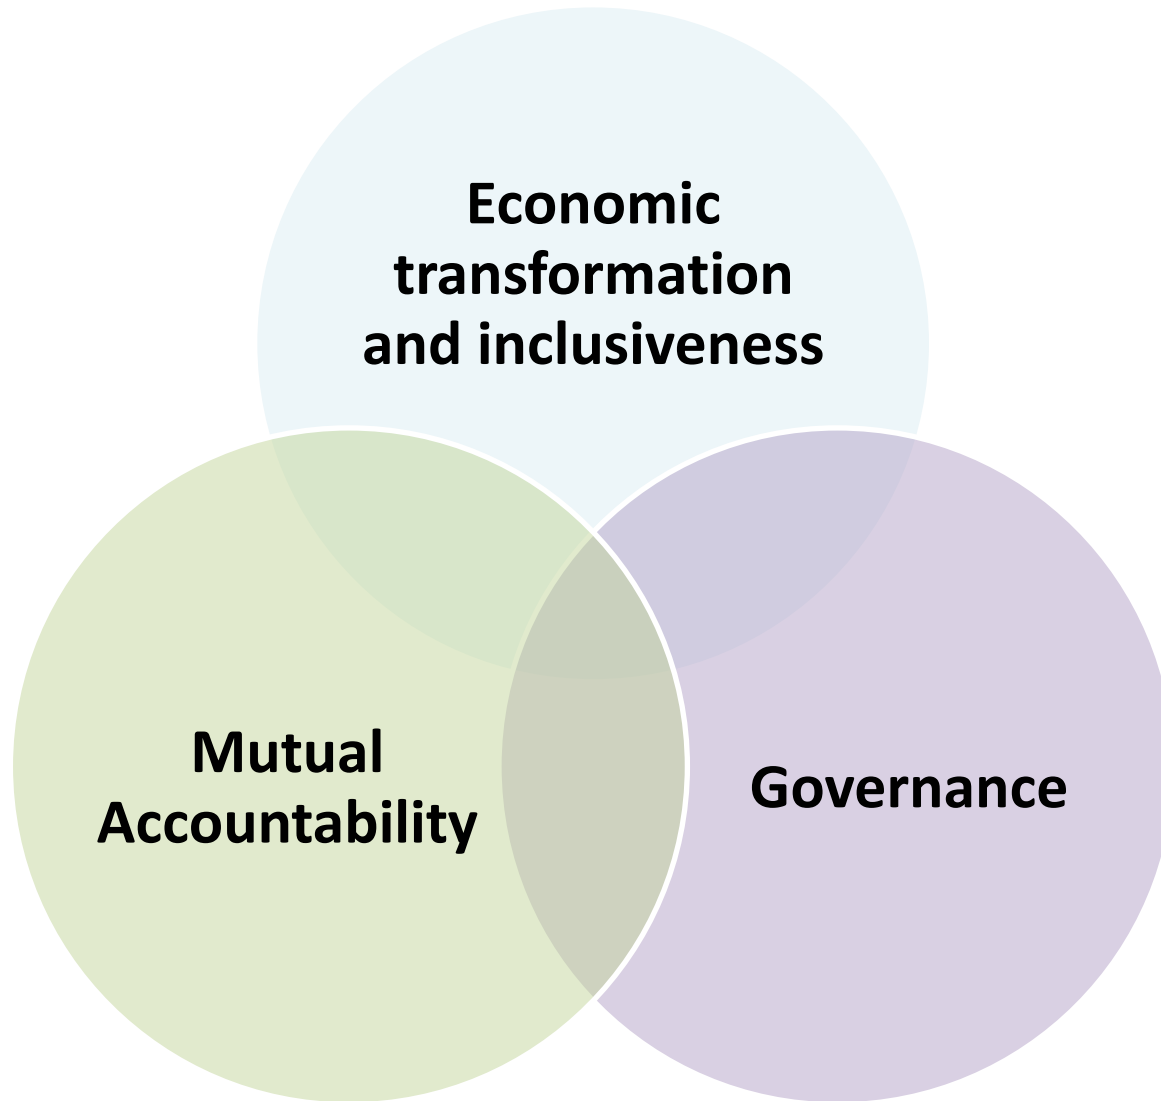 Economic
transformation
and inclusiveness
Mutual
Accountability
Governance